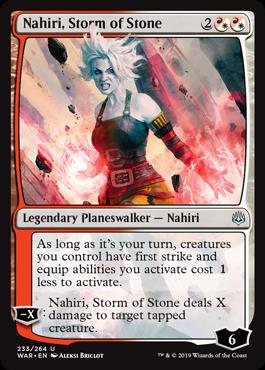 Nahiri, Storm of Stone 2
Legendary Planeswalker — Nahiri
As long as it's your turn, creatures
you control have first strike and
equip abilities you activate cost 1
less to activate.
−X
Nahiri, Storm of Stone deals X
damage to target tapped
creature.
6
233/264 U
WAR • EN Aleksi Briclot
™ & © 2019 Wizards of the Coast